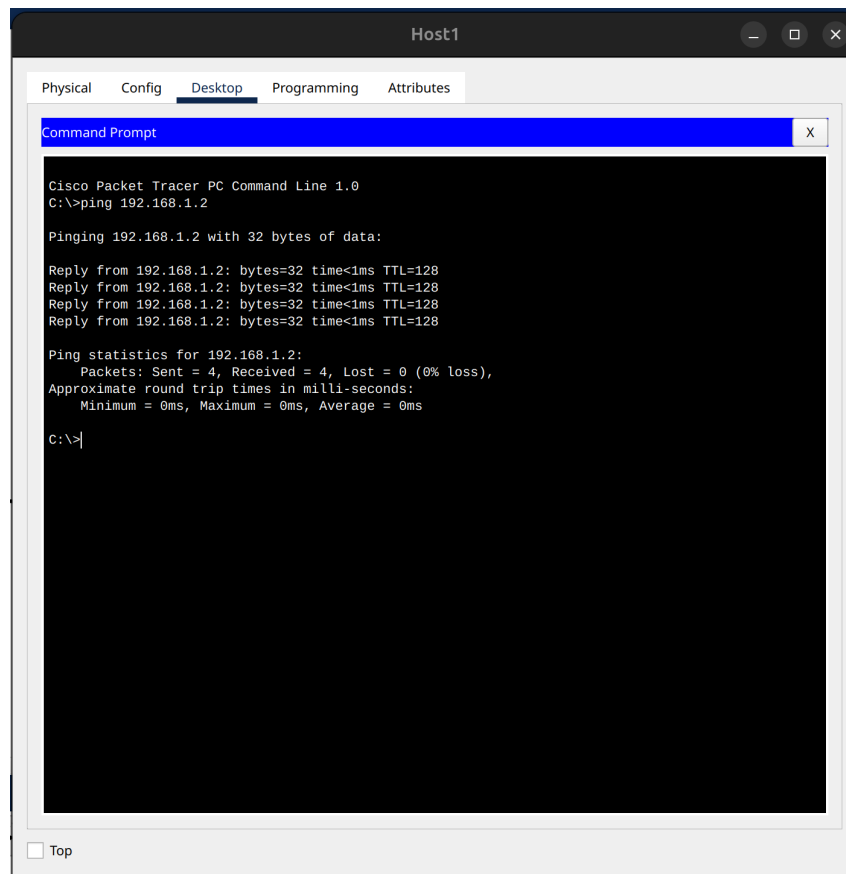 Host1
Physical Config Desktop Programming Attributes
Command Prompt X
Cisco Packet Tracer PC Command Line 1.0
C:\>ping 192.168.1.2
Pinging 192.168.1.2 with 32 bytes of data:
Reply from 192.168.1.2: bytes=32 time<1ms TTL=128
Reply from 192.168.1.2: bytes=32 time<1ms TTL=128
Reply from 192.168.1.2: bytes=32 time<1ms TTL=128
Reply from 192.168.1.2: bytes=32 time<1ms TTL=128
Ping statistics for 192.168.1.2:
Packets: Sent = 4, Received = 4, Lost = 0 (0% loss),
Approximate round trip times in milli-seconds:
Minimum = 0ms, Maximum = 0ms, Average = 0ms
C:\>
Top